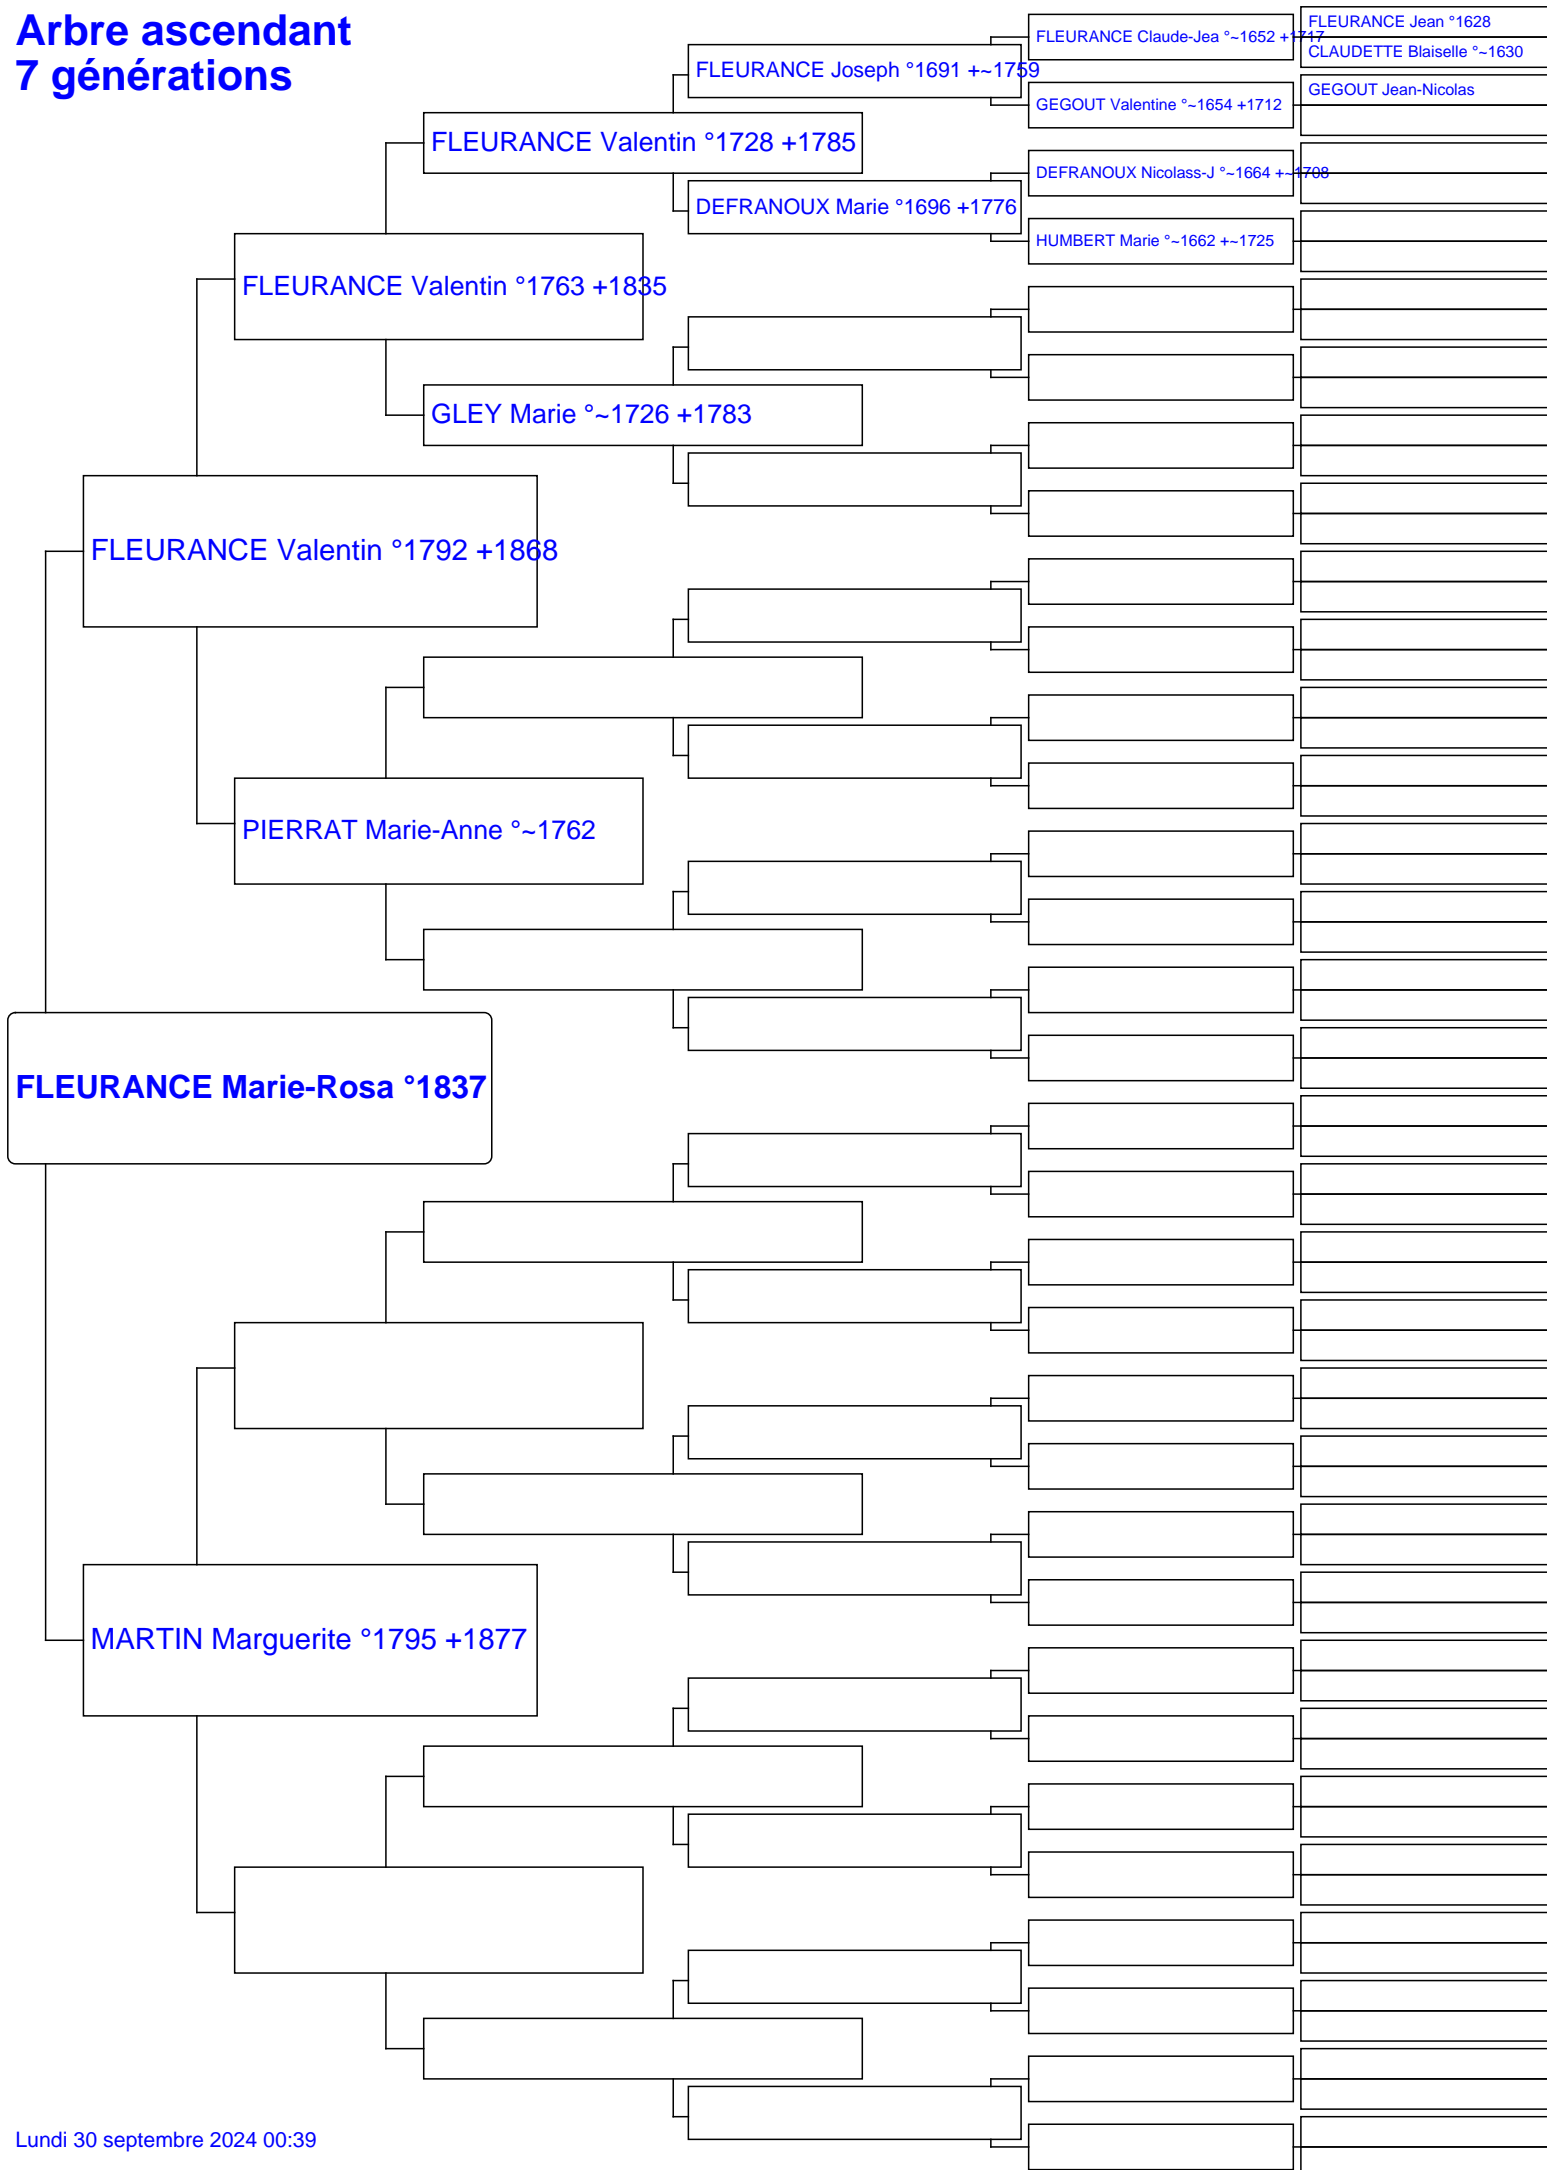 Arbre ascendant
7 générations
FLEURANCE Jean °1628
FLEURANCE Claude-Jea °~1652 +1717
CLAUDETTE Blaiselle °~1630
FLEURANCE Joseph °1691 +~1759
GEGOUT Jean-Nicolas
GEGOUT Valentine °~1654 +1712
FLEURANCE Valentin °1728 +1785
DEFRANOUX Nicolass-J °~1664 +~1708
DEFRANOUX Marie °1696 +1776
HUMBERT Marie °~1662 +~1725
FLEURANCE Valentin °1763 +1835
GLEY Marie °~1726 +1783
FLEURANCE Valentin °1792 +1868
PIERRAT Marie-Anne °~1762
FLEURANCE Marie-Rosa °1837
MARTIN Marguerite °1795 +1877
Lundi 30 septembre 2024 00:39